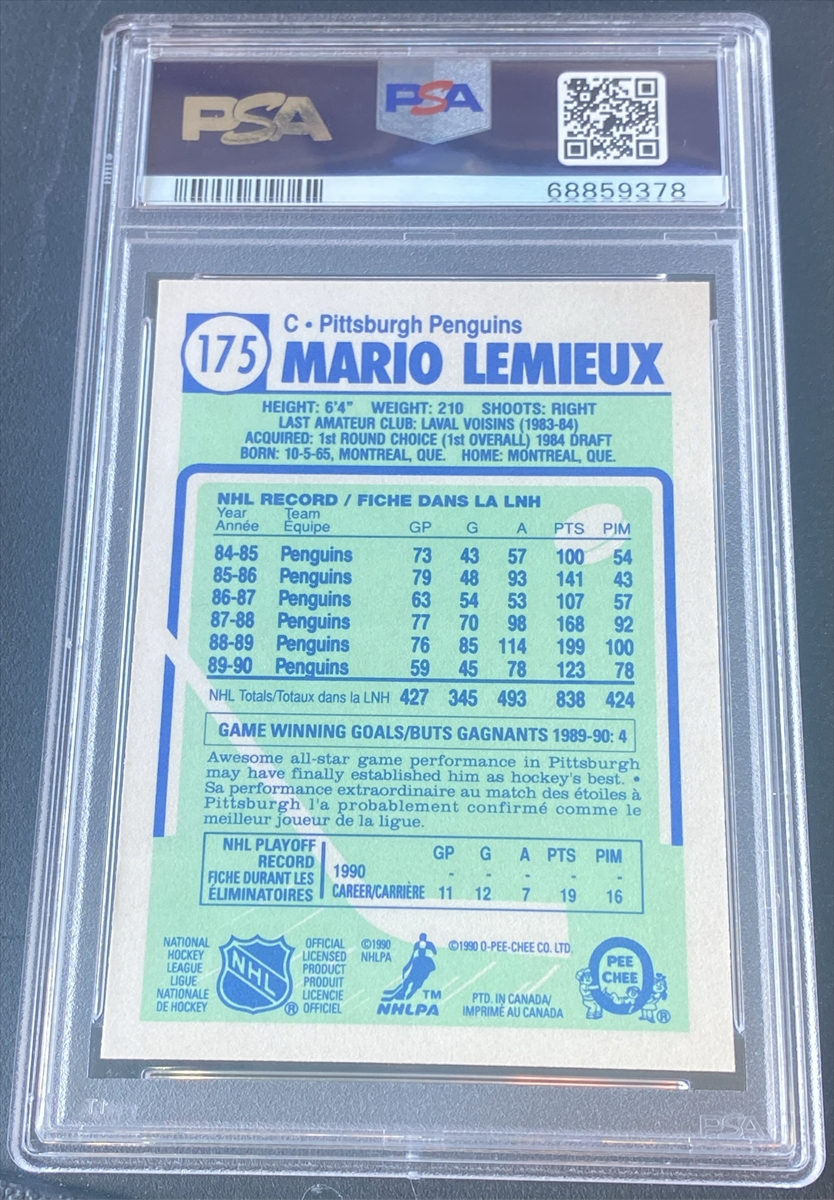 PSA PSA
68859378
175
C • Pittsburgh Penguins
MARIO LEMIEUX
HEIGHT: 6'4" WEIGHT: 210 SHOOTS: RIGHT
LAST AMATEUR CLUB: LAVAL VOISINS (1983-84)
ACQUIRED: 1st ROUND CHOICE (1st OVERALL) 1984 DRAFT
BORN: 10-5-65, MONTREAL, QUE. HOME: MONTREAL, QUE.
NHL RECORD / FICHE DANS LA LNH
Year Team
Année Équipe GP G A PTS PIM
84-85 Penguins 73 43 57 100 54
85-86 Penguins 79 48 93 141 43
86-87 Penguins 63 54 53 107 57
87-88 Penguins 77 70 98 168 92
88-89 Penguins 76 85 114 199 100
89-90 Penguins 59 45 78 123 78
NHL Totals/Totaux dans la LNH 427 345 493 838 424
GAME WINNING GOALS/BUTS GAGNANTS 1989-90: 4
Awesome all-star game performance in Pittsburgh
may have finally established him as hockey's best. •
Sa performance extraordinaire au match des étoiles à
Pittsburgh l'a probablement confirmé comme le
meilleur joueur de la ligue.
NHL PLAYOFF
RECORD
FICHE DURANT LES
ÉLIMINATOIRES
GP G A PTS PIM
1990 - - - - -
CAREER/CARRIÈRE 11 12 7 19 16
NATIONAL
HOCKEY
LEAGUE
LIGUE
NATIONALE
DE HOCKEY
NHL
®
OFFICIAL
LICENSED
PRODUCT
PRODUIT
LICENCIE
OFFICIEL
©1990
NHLPA
TM
NHLPA
©1990 O-PEE-CHEE CO. LTD.
PTD. IN CANADA/
IMPRIMÉ AU CANADA
PEE
CHEE
®
PSA